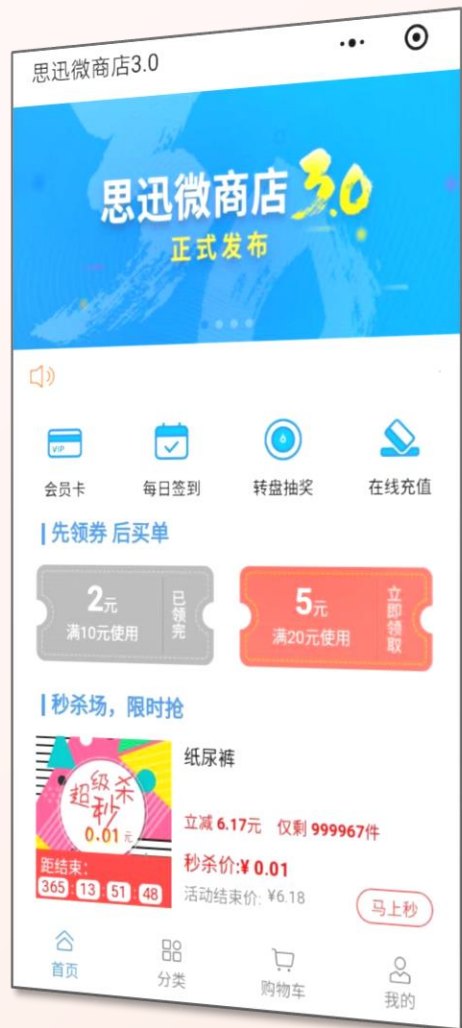 思迅微商店3.0
思迅微商店3.0
正式发布
VIP
会员卡 每日签到 转盘抽奖 在线充值
先领券 后买单
2元
满10元使用
已领完
5元
满20元使用
立即领取
秒杀场，限时抢
超级秒杀
0.01元
距结束：
365:13:51:48
纸尿裤
立减 6.17元 仅剩 999967件
秒杀价:¥ 0.01
活动结束价: ¥6.18
马上秒
首页 分类 购物车 我的